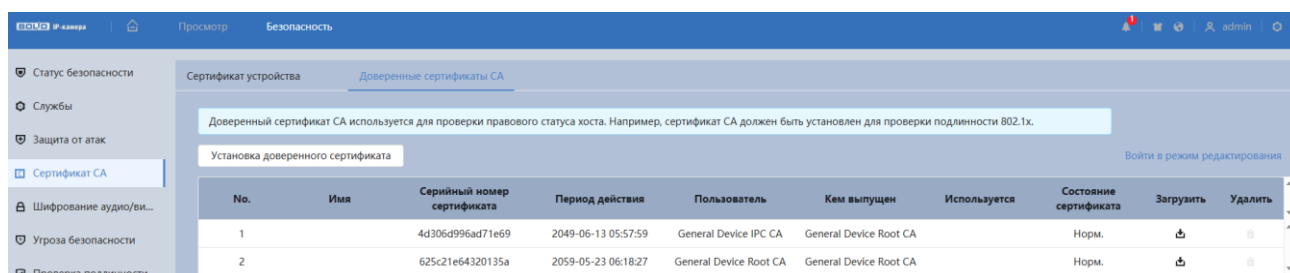 BOLID IP-камера Просмотр Безопасность 1 admin
Статус безопасности
Службы
Защита от атак
Сертификат CA
Шифрование аудио/ви...
Угроза безопасности
Проверка подлинности
Сертификат устройства Доверенные сертификаты CA
Доверенный сертификат CA используется для проверки правового статуса хоста. Например, сертификат CA должен быть установлен для проверки подлинности 802.1x.
Установка доверенного сертификата Войти в режим редактирования
No. Имя Серийный номер сертификата Период действия Пользователь Кем выпущен Используется Состояние сертификата Загрузить Удалить
1 4d306d996ad71e69 2049-06-13 05:57:59 General Device IPC CA General Device Root CA Норм.
2 625c21e64320135a 2059-05-23 06:18:27 General Device Root CA General Device Root CA Норм.